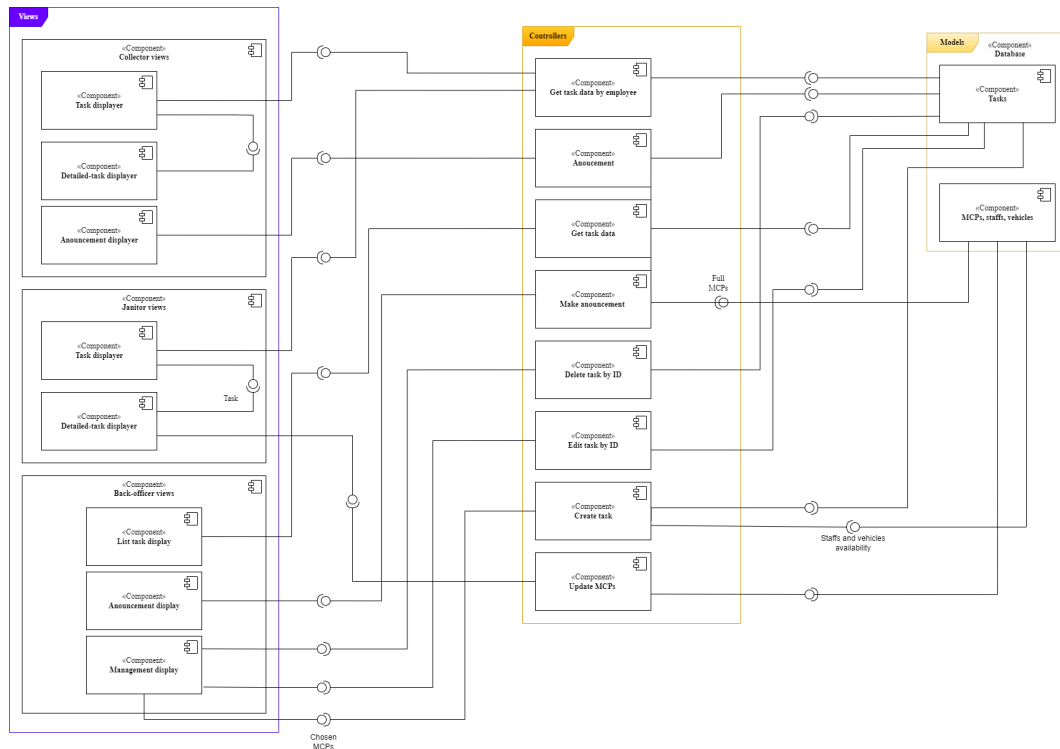 Views
«Component»
Collector views
«Component»
Task displayer
«Component»
Detailed-task displayer
«Component»
Anouncement displayer
«Component»
Janitor views
«Component»
Task displayer
Task
«Component»
Detailed-task displayer
«Component»
Back-officer views
«Component»
List task display
«Component»
Anouncement display
«Component»
Management display
Chosen
MCPs
Controllers
«Component»
Get task data by employee
«Component»
Anoucement
«Component»
Get task data
«Component»
Make anouncement
Full
MCPs
«Component»
Delete task by ID
«Component»
Edit task by ID
«Component»
Create task
Staffs and vehicles
availability
«Component»
Update MCPs
Models
«Component»
Database
«Component»
Tasks
«Component»
MCPs, staffs, vehicles